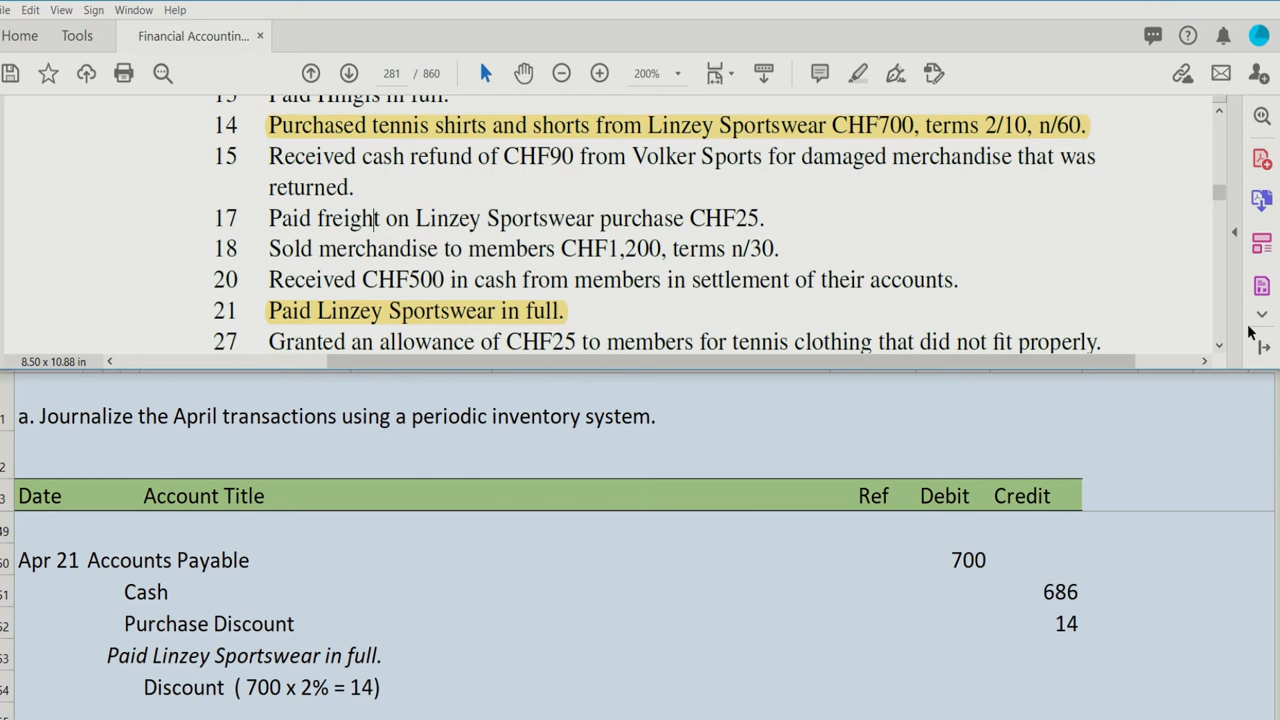 File Edit View Sign Window Help
Home Tools Financial Accountin... ×
281 / 860 200%
13 Paid Hingis in full.
14 Purchased tennis shirts and shorts from Linzey Sportswear CHF700, terms 2/10, n/60.
15 Received cash refund of CHF90 from Volker Sports for damaged merchandise that was
returned.
17 Paid freight on Linzey Sportswear purchase CHF25.
18 Sold merchandise to members CHF1,200, terms n/30.
20 Received CHF500 in cash from members in settlement of their accounts.
21 Paid Linzey Sportswear in full.
27 Granted an allowance of CHF25 to members for tennis clothing that did not fit properly.
8.50 x 10.88 in
a. Journalize the April transactions using a periodic inventory system.
Date Account Title Ref Debit Credit
49
Apr 21 Accounts Payable 700
Cash 686
Purchase Discount 14
Paid Linzey Sportswear in full.
Discount ( 700 x 2% = 14)